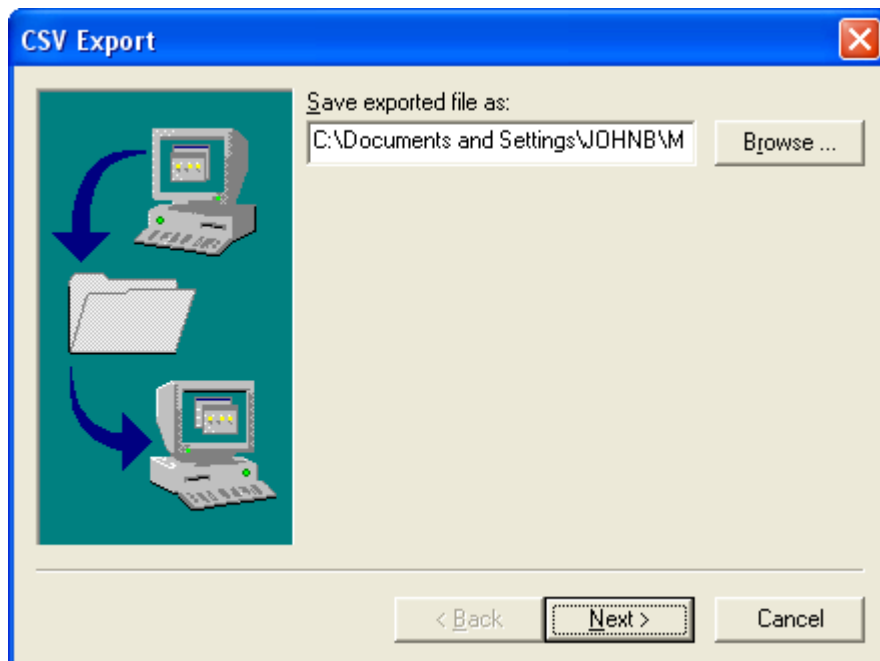 CSV Export
Save exported file as:
C:\Documents and Settings\JOHNB\M
Browse ...
< Back
Next >
Cancel